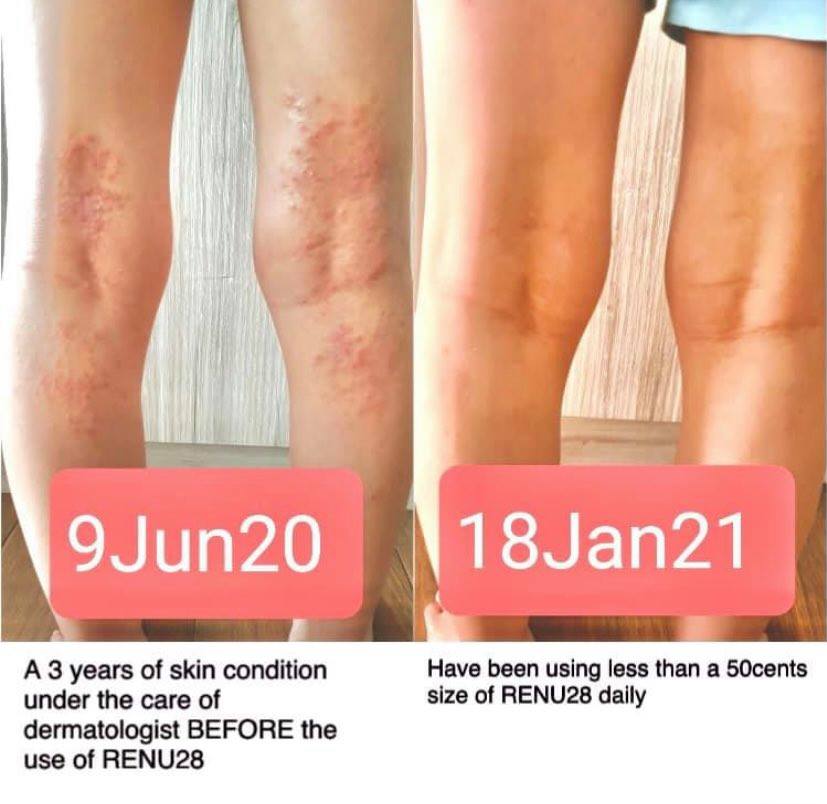 9Jun20
18Jan21
A 3 years of skin condition
under the care of
dermatologist BEFORE the
use of RENU28
Have been using less than a 50cents
size of RENU28 daily